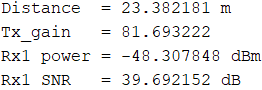 Distance = 23.382181 m
Tx_gain = 81.693222
Rx1 power = -48.307848 dBm
Rx1 SNR = 39.692152 dB